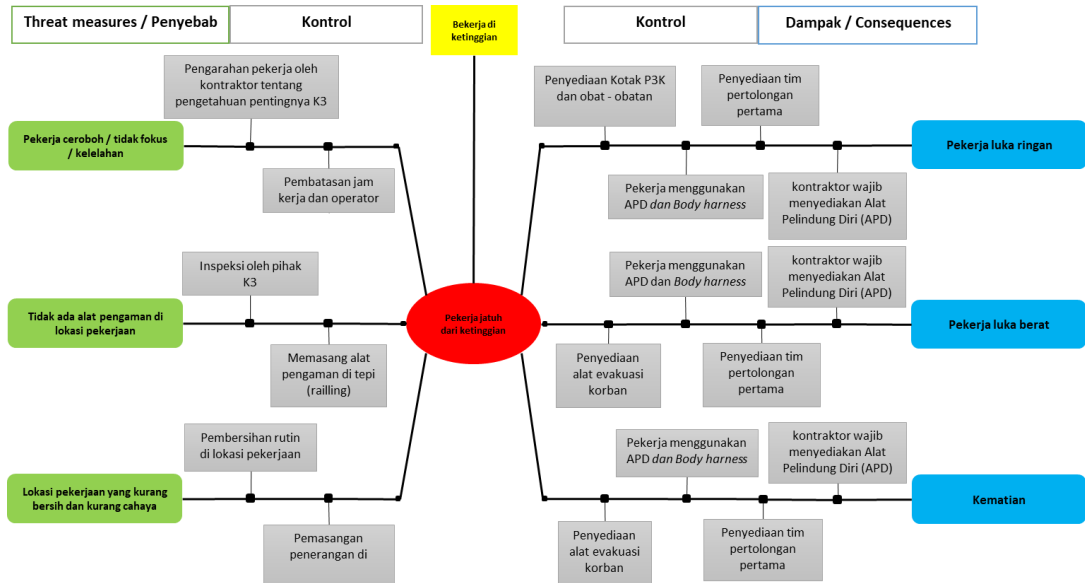 Threat measures / Penyebab
Kontrol
Bekerja di
ketinggian
Kontrol
Dampak / Consequences
Pengarahan pekerja oleh
kontraktor tentang
pengetahuan pentingnya K3
Penyediaan Kotak P3K
dan obat - obatan
Penyediaan tim
pertolongan
pertama
Pekerja ceroboh / tidak fokus
/ kelelahan
Pekerja luka ringan
Pembatasan jam
kerja dan operator
Pekerja menggunakan
APD dan Body harness
kontraktor wajib
menyediakan Alat
Pelindung Diri (APD)
Inspeksi oleh pihak
K3
Pekerja menggunakan
APD dan Body harness
kontraktor wajib
menyediakan Alat
Pelindung Diri (APD)
Tidak ada alat pengaman di
lokasi pekerjaan
Pekerja jatuh
dari ketinggian
Pekerja luka berat
Memasang alat
pengaman di tepi
(railling)
Penyediaan
alat evakuasi
korban
Penyediaan tim
pertolongan
pertama
Pembersihan rutin
di lokasi pekerjaan
Pekerja menggunakan
APD dan Body harness
kontraktor wajib
menyediakan Alat
Pelindung Diri (APD)
Lokasi pekerjaan yang kurang
bersih dan kurang cahaya
Kematian
Pemasangan
penerangan di
Penyediaan
alat evakuasi
korban
Penyediaan tim
pertolongan
pertama